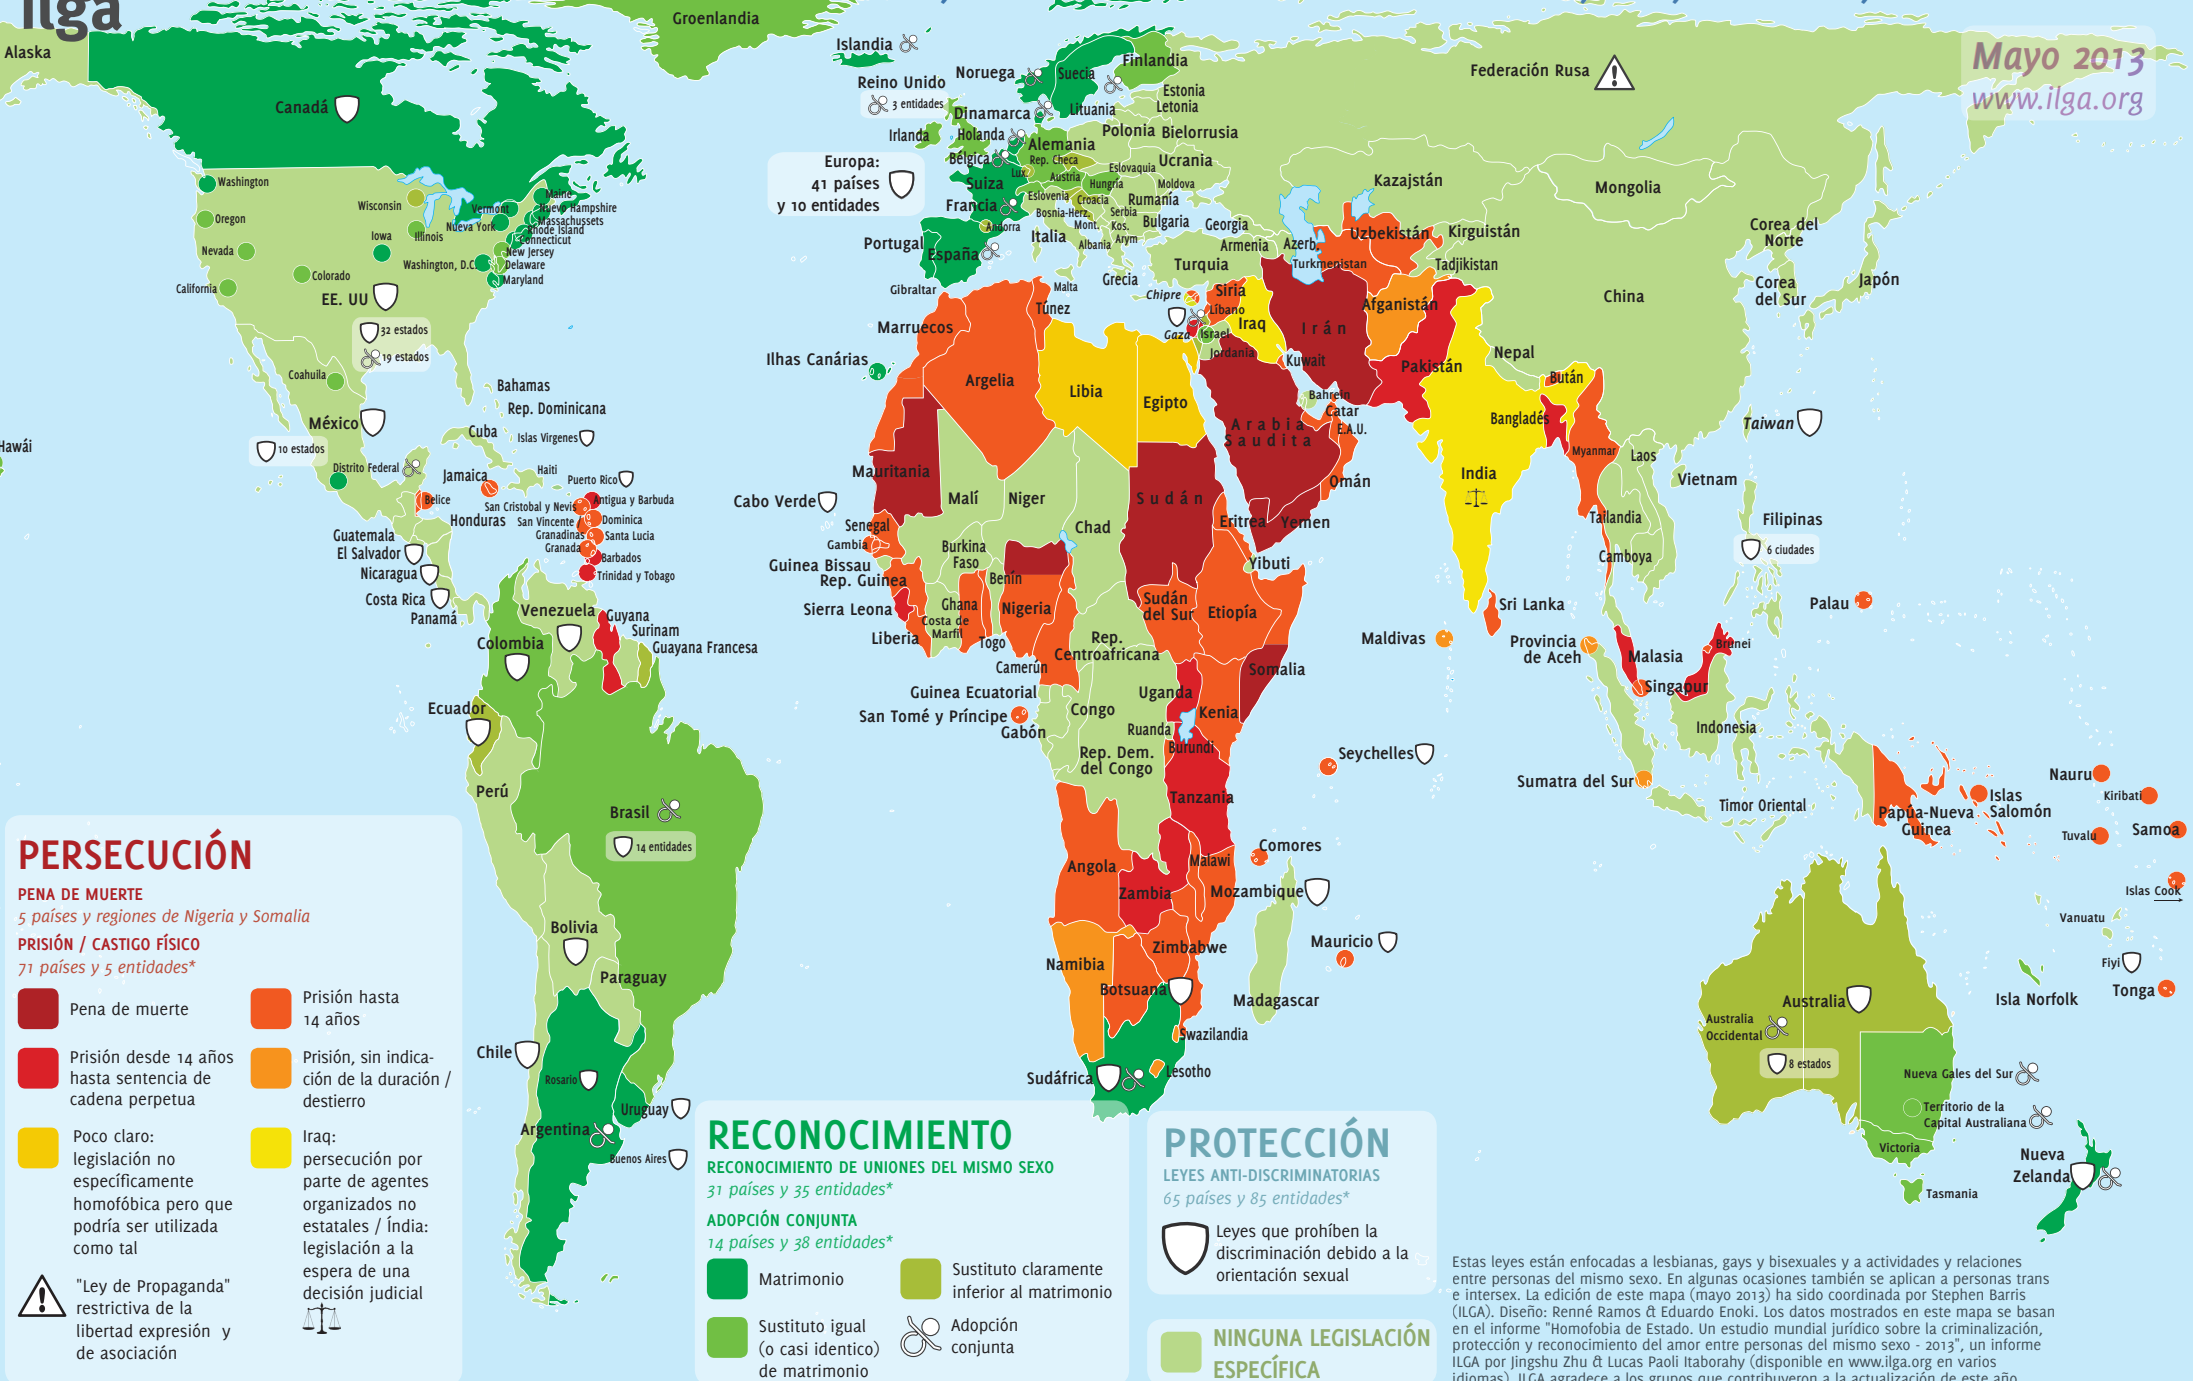 ilga
Mayo 2013
www.ilga.org
Alaska
Groenlandia
Canadá
Washington
Oregon
Nevada
California
Colorado
Wisconsin
Iowa
Illinois
Vermont
Nueva York
Maine
Nuevo Hampshire
Massachussets
Rhode Island
Connecticut
New Jersey
Washington, D.C.
Delaware
Maryland
EE. UU
32 estados
19 estados
Coahuila
México
10 estados
Distrito Federal
Hawái
Bahamas
Rep. Dominicana
Cuba
Islas Virgenes
Haiti
Jamaica
Puerto Rico
Belice
San Cristobal y Nevis
Antigua y Barbuda
San Vincente
Granadinas
Dominica
Santa Lucia
Granada
Barbados
Trinidad y Tobago
Honduras
Guatemala
El Salvador
Nicaragua
Costa Rica
Panamá
Venezuela
Guyana
Surinam
Guayana Francesa
Colombia
Ecuador
Perú
Brasil
14 entidades
Bolivia
Paraguay
Chile
Rosario
Uruguay
Argentina
Buenos Aires
Islandia
Reino Unido
3 entidades
Noruega
Suecia
Finlandia
Estonia
Letonia
Lituania
Dinamarca
Irlanda
Holanda
Alemania
Polonia
Bielorrusia
Bélgica
Rep. Checa
Eslovaquia
Ucrania
Lux.
Austria
Hungría
Moldova
Europa:
41 países
y 10 entidades
Suiza
Francia
Eslovenia
Croacia
Rumanía
Bosnia-Herz.
Serbia
Bulgaria
Mont.
Kos.
Andorra
Italia
Albania
Arym
Portugal
España
Gibraltar
Malta
Grecia
Turquia
Georgia
Armenia
Azerb.
Federación Rusa
Kazajstán
Mongolia
Uzbekistán
Kirguistán
Turkmenistan
Tadjikistan
China
Corea del
Norte
Corea
del Sur
Japón
Chipre
Siria
Líbano
Gaza
Israel
Jordania
Iraq
Irán
Afganistán
Kuwait
Pakistán
Nepal
Bután
Bahrein
Catar
E.A.U.
Arabia
Saudita
Omán
Yemen
Bangladés
India
Myanmar
Laos
Taiwan
Vietnam
Tailandia
Camboya
Filipinas
6 ciudades
Sri Lanka
Maldivas
Palau
Provincia
de Aceh
Malasia
Brunei
Singapur
Indonesia
Sumatra del Sur
Timor Oriental
Papúa-Nueva
Guinea
Islas
Salomón
Nauru
Kiribati
Tuvalu
Samoa
Islas Cook
Vanuatu
Fiyi
Tonga
Isla Norfolk
Australia
Australia
Occidental
8 estados
Nueva Gales del Sur
Territorio de la
Capital Australiana
Victoria
Tasmania
Nueva
Zelanda
Marruecos
Túnez
Ilhas Canárias
Argelia
Libia
Egipto
Mauritania
Cabo Verde
Malí
Niger
Chad
Sudán
Eritrea
Yibuti
Senegal
Gambia
Guinea Bissau
Rep. Guinea
Sierra Leona
Liberia
Burkina
Faso
Benín
Ghana
Costa de
Marfil
Togo
Nigeria
Camerún
Rep.
Centroafricana
Sudán
del Sur
Etiopía
Somalia
Guinea Ecuatorial
San Tomé y Príncipe
Gabón
Congo
Uganda
Kenia
Ruanda
Burundi
Rep. Dem.
del Congo
Tanzania
Seychelles
Angola
Zambia
Malawi
Comores
Mozambique
Mauricio
Zimbabwe
Namibia
Botsuana
Madagascar
Swazilandia
Lesotho
Sudáfrica
PERSECUCIÓN
PENA DE MUERTE
5 países y regiones de Nigeria y Somalia
PRISIÓN / CASTIGO FÍSICO
71 países y 5 entidades*
Pena de muerte
Prisión hasta
14 años
Prisión desde 14 años
hasta sentencia de
cadena perpetua
Prisión, sin indica-
ción de la duración /
destierro
Poco claro:
legislación no
específicamente
homofóbica pero que
podría ser utilizada
como tal
Iraq:
persecución por
parte de agentes
organizados no
estatales / Índia:
legislación a la
espera de una
decisión judicial
"Ley de Propaganda"
restrictiva de la
libertad expresión y
de asociación
RECONOCIMIENTO
RECONOCIMIENTO DE UNIONES DEL MISMO SEXO
31 países y 35 entidades*
ADOPCIÓN CONJUNTA
14 países y 38 entidades*
Matrimonio
Sustituto claramente
inferior al matrimonio
Sustituto igual
(o casi identico)
de matrimonio
Adopción
conjunta
PROTECCIÓN
LEYES ANTI-DISCRIMINATORIAS
65 países y 85 entidades*
Leyes que prohíben la
discriminación debido a la
orientación sexual
NINGUNA LEGISLACIÓN
ESPECÍFICA
Estas leyes están enfocadas a lesbianas, gays y bisexuales y a actividades y relaciones
entre personas del mismo sexo. En algunas ocasiones también se aplican a personas trans
e intersex. La edición de este mapa (mayo 2013) ha sido coordinada por Stephen Barris
(ILGA). Diseño: Renné Ramos & Eduardo Enoki. Los datos mostrados en este mapa se basan
en el informe "Homofobia de Estado. Un estudio mundial jurídico sobre la criminalización,
protección y reconocimiento del amor entre personas del mismo sexo - 2013", un informe
ILGA por Jingshu Zhu & Lucas Paoli Itaborahy (disponible en www.ilga.org en varios
idiomas). ILGA agradece a los grupos que contribuyeron a la actualización de este año